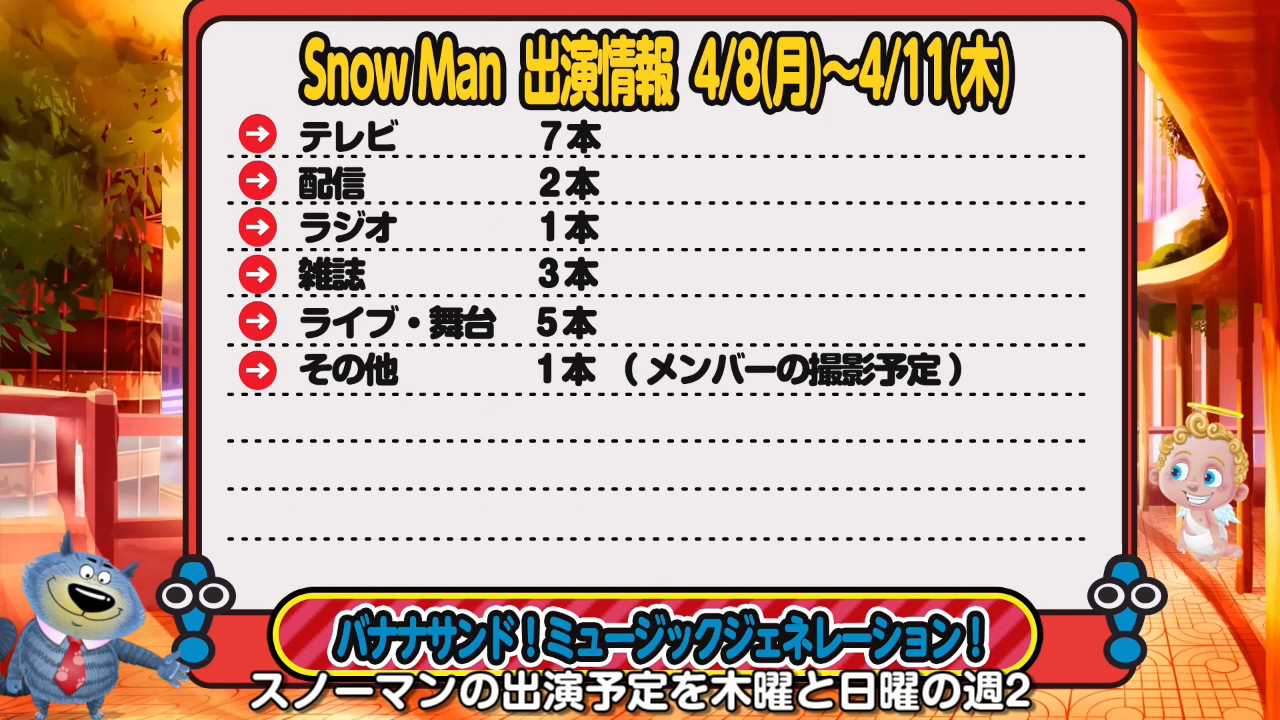 Snow Man 出演情報 4/8(月)～4/11(木)
テレビ 7本
配信 2本
ラジオ 1本
雑誌 3本
ライブ・舞台 5本
その他 1本 （メンバーの撮影予定）
バナナサンド！ミュージックジェネレーション！
スノーマンの出演予定を木曜と日曜の週2